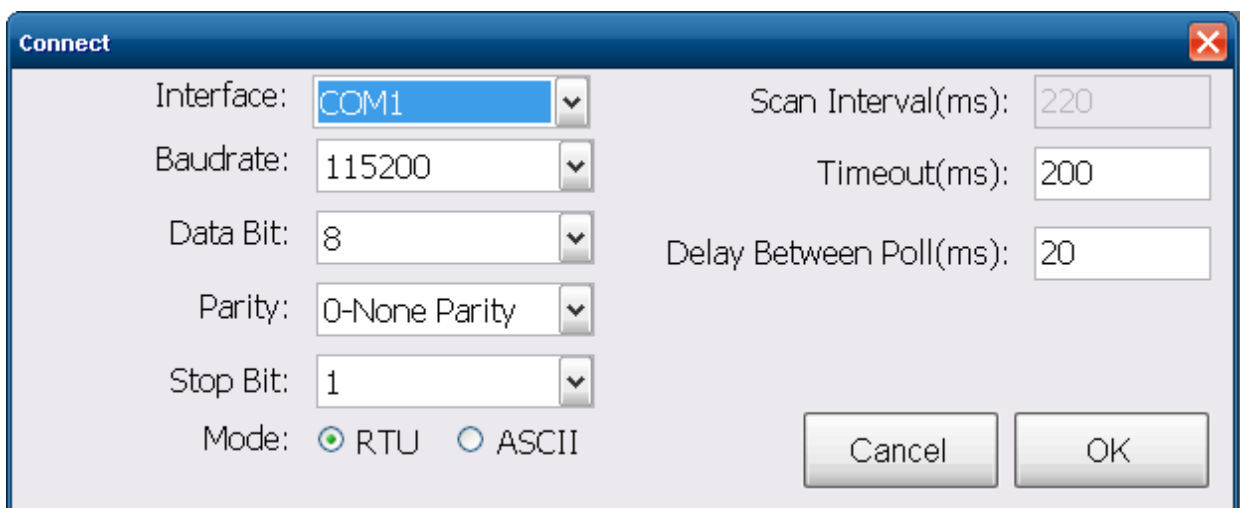 Connect
Interface: COM1
Scan Interval(ms): 220
Baudrate: 115200
Timeout(ms): 200
Data Bit: 8
Delay Between Poll(ms): 20
Parity: 0-None Parity
Stop Bit: 1
Mode: RTU ASCII
Cancel
OK